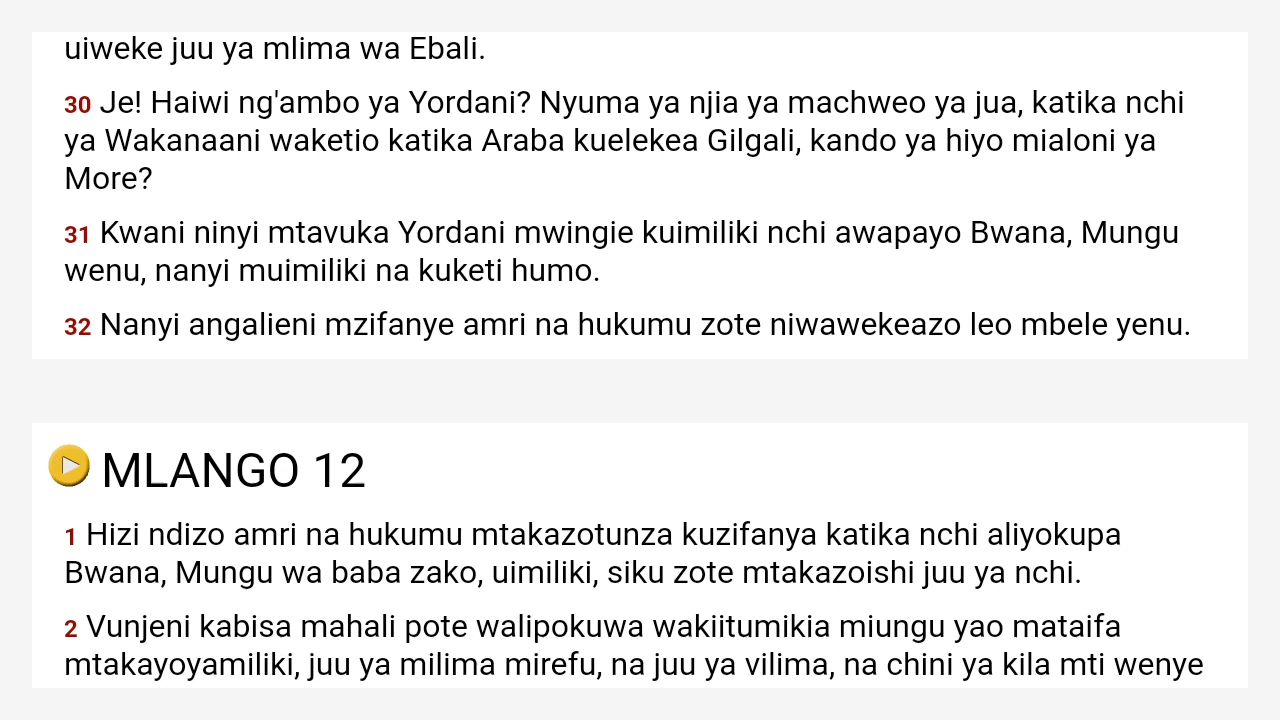 uiweke juu ya mlima wa Ebali.
30 Je! Haiwi ng'ambo ya Yordani? Nyuma ya njia ya machweo ya jua, katika nchi
ya Wakanaani waketio katika Araba kuelekea Gilgali, kando ya hiyo mialoni ya
More?
31 Kwani ninyi mtavuka Yordani mwingie kuimiliki nchi awapayo Bwana, Mungu
wenu, nanyi muimiliki na kuketi humo.
32 Nanyi angalieni mzifanye amri na hukumu zote niwawekeazo leo mbele yenu.
MLANGO 12
1 Hizi ndizo amri na hukumu mtakazotunza kuzifanya katika nchi aliyokupa
Bwana, Mungu wa baba zako, uimiliki, siku zote mtakazoishi juu ya nchi.
2 Vunjeni kabisa mahali pote walipokuwa wakiitumikia miungu yao mataifa
mtakayoyamiliki, juu ya milima mirefu, na juu ya vilima, na chini ya kila mti wenye